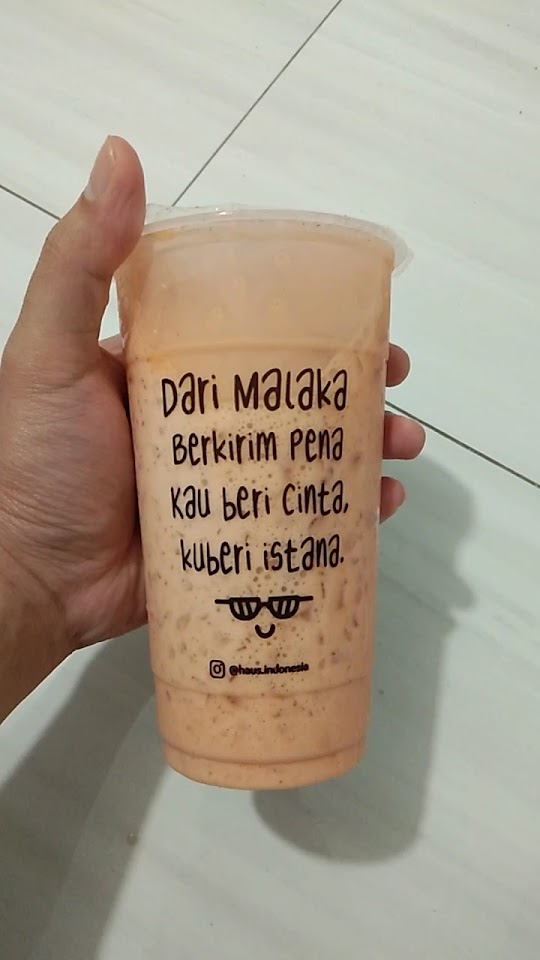 Dari Malaka
Berkirim Pena
Kau beri Cinta,
kuberi istana.
@haus.indonesia